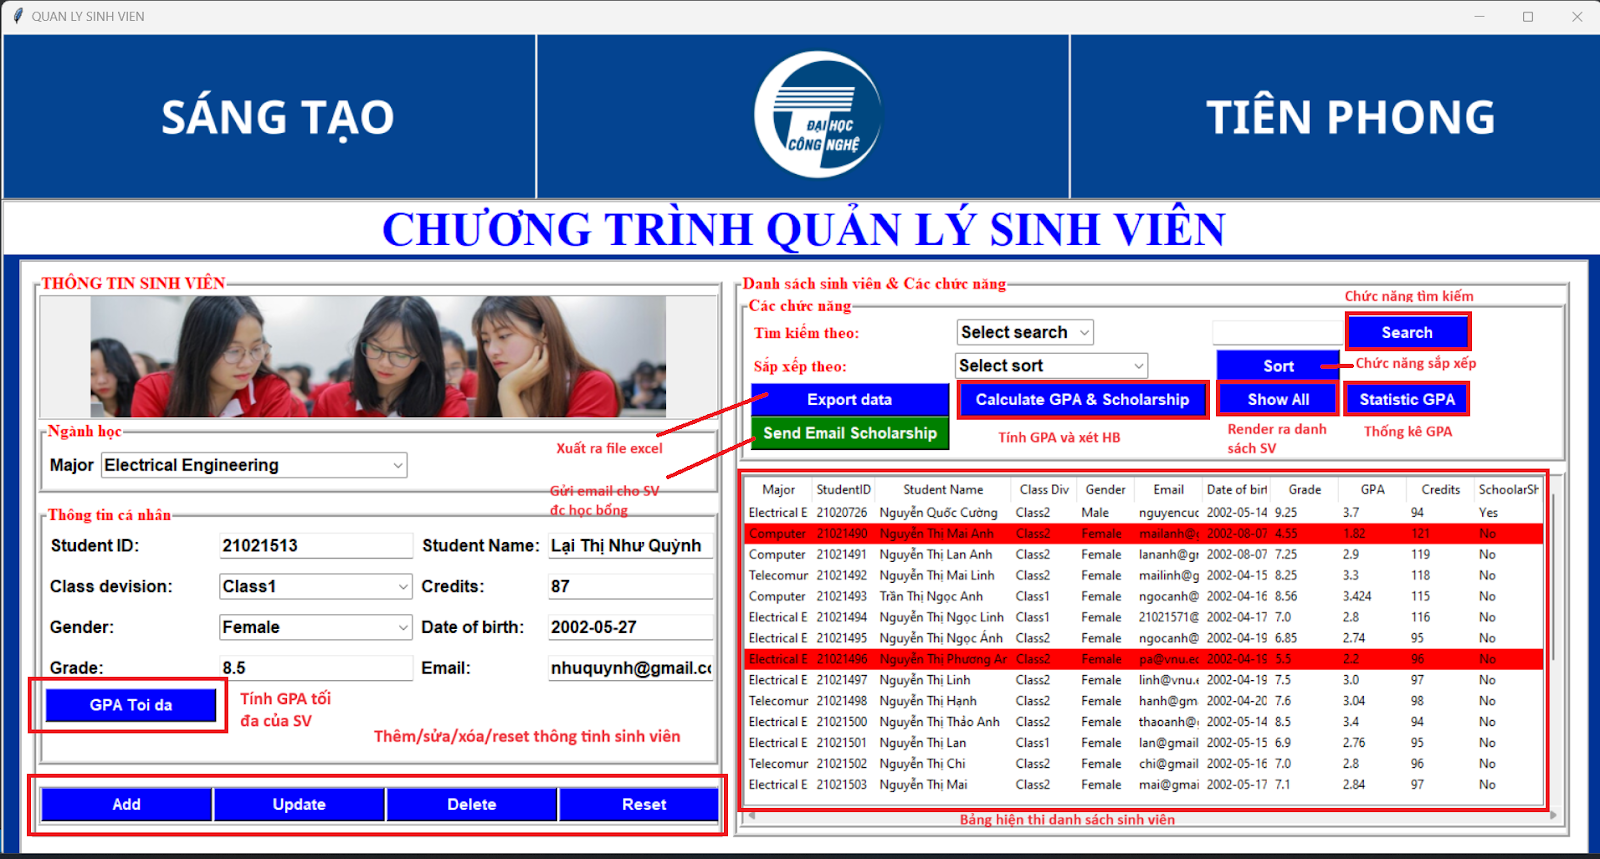 QUAN LY SINH VIEN
SÁNG TẠO
ĐẠI HỌC
CÔNG NGHỆ
TIÊN PHONG
CHƯƠNG TRÌNH QUẢN LÝ SINH VIÊN
THÔNG TIN SINH VIÊN
Ngành học
Major Electrical Engineering
Thông tin cá nhân
Student ID: 21021513 Student Name: Lại Thị Như Quỳnh
Class devision: Class1 Credits: 87
Gender: Female Date of birth: 2002-05-27
Grade: 8.5 Email: nhuquynh@gmail.co
GPA Toi da
Tính GPA tối
đa của SV
Thêm/sửa/xóa/reset thông tinh sinh viên
Add Update Delete Reset
Danh sách sinh viên & Các chức năng
Các chức năng
Chức năng tìm kiếm
Tìm kiếm theo: Select search Search
Sắp xếp theo: Select sort Sort Chức năng sắp xếp
Export data Calculate GPA & Scholarship Show All Statistic GPA
Send Email Scholarship
Tính GPA và xét HB
Render ra danh
sách SV
Thống kê GPA
Xuất ra file excel
Gửi email cho SV
đc học bổng
Major StudentID Student Name Class Div Gender Email Date of birt Grade GPA Credits SchoolarSh
Electrical E 21020726 Nguyễn Quốc Cường Class2 Male nguyencuc 2002-05-14 9.25 3.7 94 Yes
Computer 21021490 Nguyễn Thị Mai Anh Class2 Female mailanh@g 2002-08-07 4.55 1.82 121 No
Computer 21021491 Nguyễn Thị Lan Anh Class2 Female lananh@gr 2002-08-07 7.25 2.9 119 No
Telecomur 21021492 Nguyễn Thị Mai Linh Class2 Female mailinh@g 2002-04-15 8.25 3.3 118 No
Computer 21021493 Trần Thị Ngọc Anh Class1 Female ngocanh@ 2002-04-16 8.56 3.424 115 No
Electrical E 21021494 Nguyễn Thị Ngọc Linh Class1 Female 21021571@ 2002-04-17 7.0 2.8 116 No
Electrical E 21021495 Nguyễn Thị Ngọc Ánh Class2 Female ngocanh@ 2002-04-19 6.85 2.74 95 No
Electrical E 21021496 Nguyễn Thị Phương Ar Class2 Female pa@vnu.ec 2002-04-19 5.5 2.2 96 No
Electrical E 21021497 Nguyễn Thị Linh Class2 Female linh@vnu.e 2002-04-19 7.5 3.0 97 No
Telecomur 21021498 Nguyễn Thị Hạnh Class2 Female hanh@gm 2002-04-20 7.6 3.04 98 No
Electrical E 21021500 Nguyễn Thị Thảo Anh Class2 Female thaoanh@ 2002-05-14 8.5 3.4 94 No
Electrical E 21021501 Nguyễn Thị Lan Class1 Female lan@gmail 2002-05-15 6.9 2.76 95 No
Telecomur 21021502 Nguyễn Thị Chi Class2 Female chi@gmail 2002-05-16 7.0 2.8 96 No
Electrical E 21021503 Nguyễn Thị Mai Class2 Female mai@gmai 2002-05-17 7.1 2.84 97 No
Bảng hiện thi danh sách sinh viên